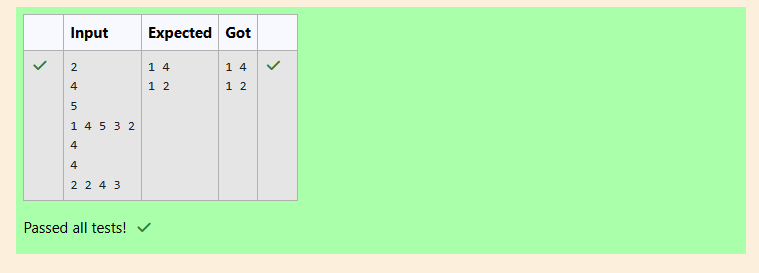 Input Expected Got
2 1 4 1 4
4 1 2 1 2
5
1 4 5 3 2
4
4
2 2 4 3
Passed all tests!